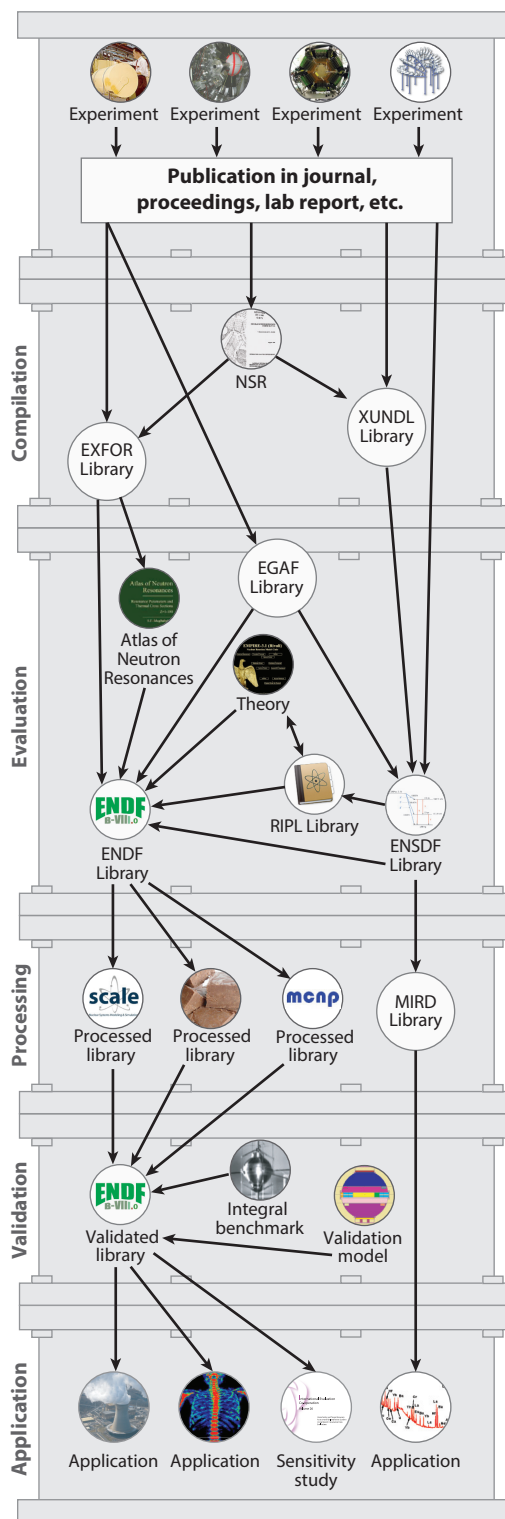 Experiment
Experiment
Experiment
Experiment
Publication in journal,
proceedings, lab report, etc.
Compilation
NSR
XUNDL
Library
EXFOR
Library
Evaluation
EGAF
Library
Atlas of Neutron
Resonances
Atlas of
Neutron
Resonances
Theory
RIPL Library
ENDF
B-VII.0
ENDF
Library
ENSDF
Library
Processing
scale
Processed
library
Processed
library
mcnp
Processed
library
MIRD
Library
Validation
ENDF
B-VII.0
Validated
library
Integral
benchmark
Validation
model
Application
Application
Application
Sensitivity
study
Application